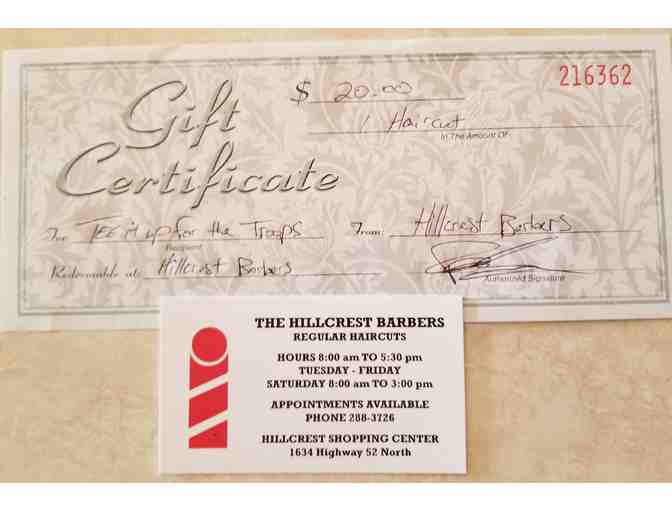 216362
$ 20.00
1 Haircut
In The Amount Of
Gift
Certificate
For Tee it up for the Troops From: Hillcrest Barbers
Recipient
Redeemable at: Hillcrest Barbers
Authorized Signature
THE HILLCREST BARBERS
REGULAR HAIRCUTS
HOURS 8:00 am TO 5:30 pm
TUESDAY - FRIDAY
SATURDAY 8:00 am TO 3:00 pm
APPOINTMENTS AVAILABLE
PHONE 288-3726
HILLCREST SHOPPING CENTER
1634 Highway 52 North